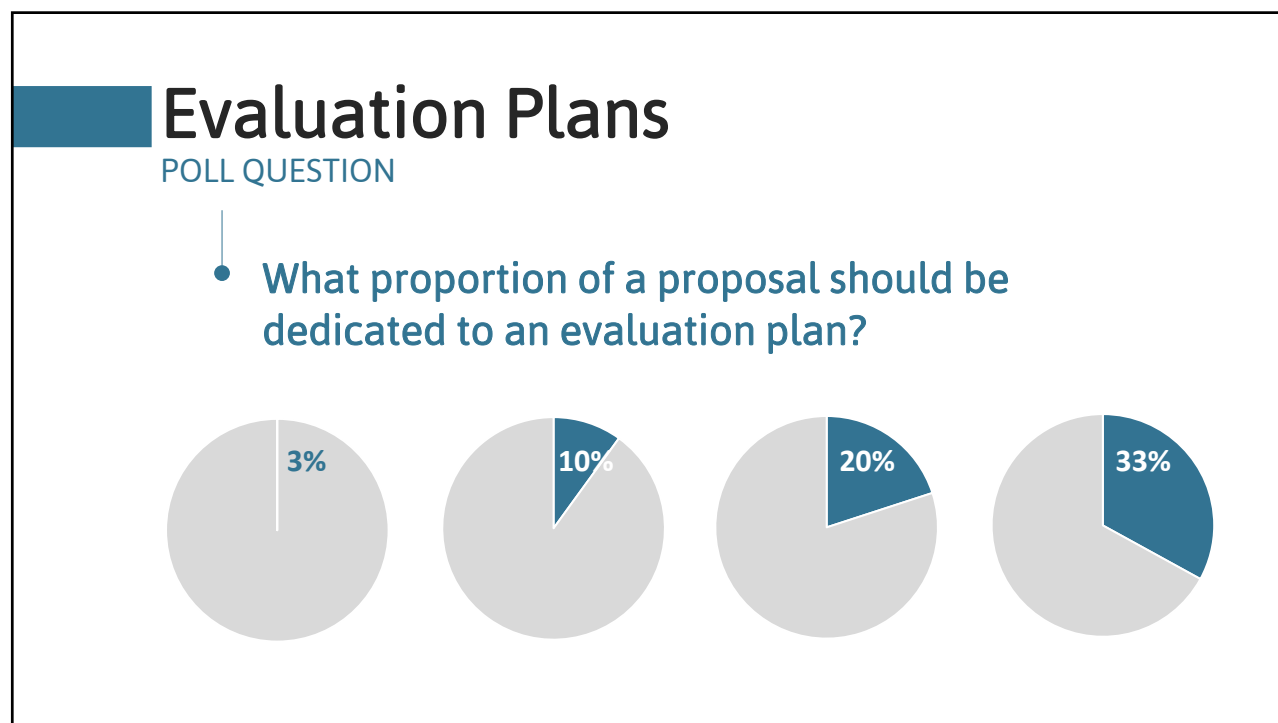 Evaluation Plans
POLL QUESTION
What proportion of a proposal should be
dedicated to an evaluation plan?
3%
10%
20%
33%